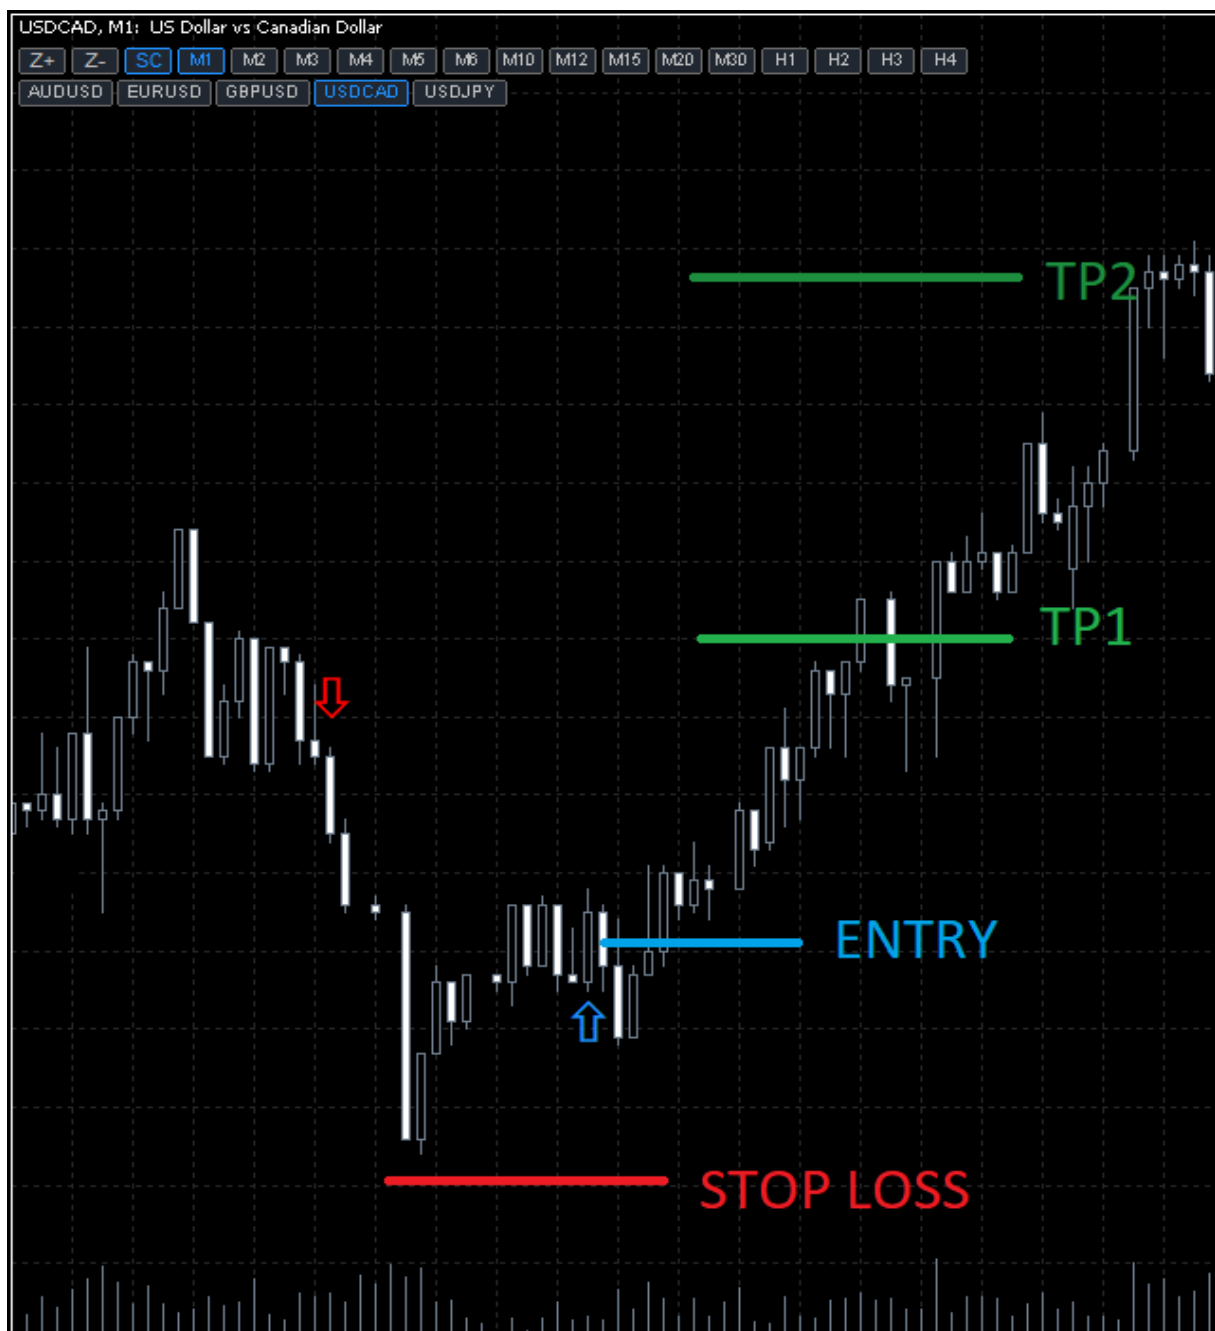 USDCAD, M1: US Dollar vs Canadian Dollar
Z+ Z- SC M1 M2 M3 M4 M5 M6 M10 M12 M15 M20 M30 H1 H2 H3 H4
AUDUSD EURUSD GBPUSD USDCAD USDJPY
TP2
TP1
ENTRY
STOP LOSS